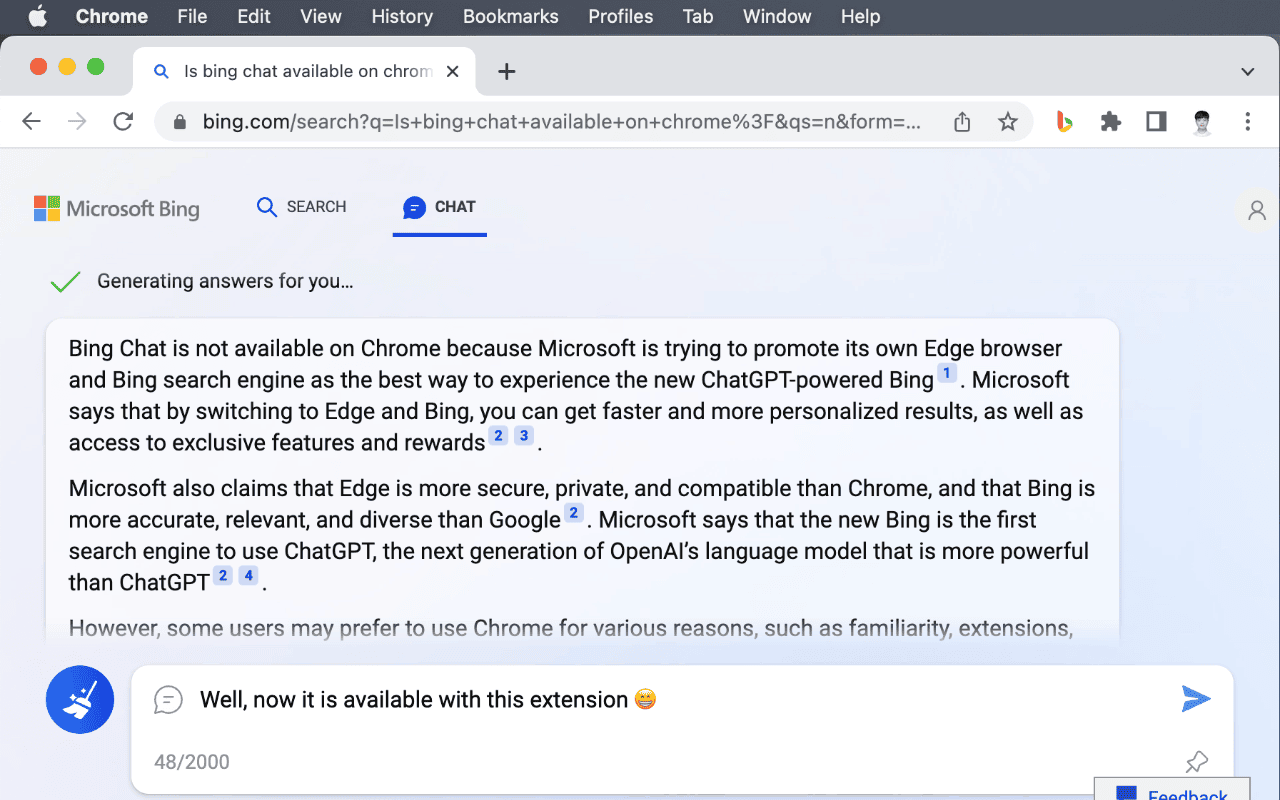 Chrome File Edit View History Bookmarks Profiles Tab Window Help
Is bing chat available on chrom
bing.com/search?q=Is+bing+chat+available+on+chrome%3F&qs=n&form=...
Microsoft Bing SEARCH CHAT
Generating answers for you...
Bing Chat is not available on Chrome because Microsoft is trying to promote its own Edge browser
and Bing search engine as the best way to experience the new ChatGPT-powered Bing 1 . Microsoft
says that by switching to Edge and Bing, you can get faster and more personalized results, as well as
access to exclusive features and rewards 2 3 .
Microsoft also claims that Edge is more secure, private, and compatible than Chrome, and that Bing is
more accurate, relevant, and diverse than Google 2 . Microsoft says that the new Bing is the first
search engine to use ChatGPT, the next generation of OpenAI's language model that is more powerful
than ChatGPT 2 4 .
However, some users may prefer to use Chrome for various reasons, such as familiarity, extensions,
Well, now it is available with this extension 😁
48/2000
Feedback